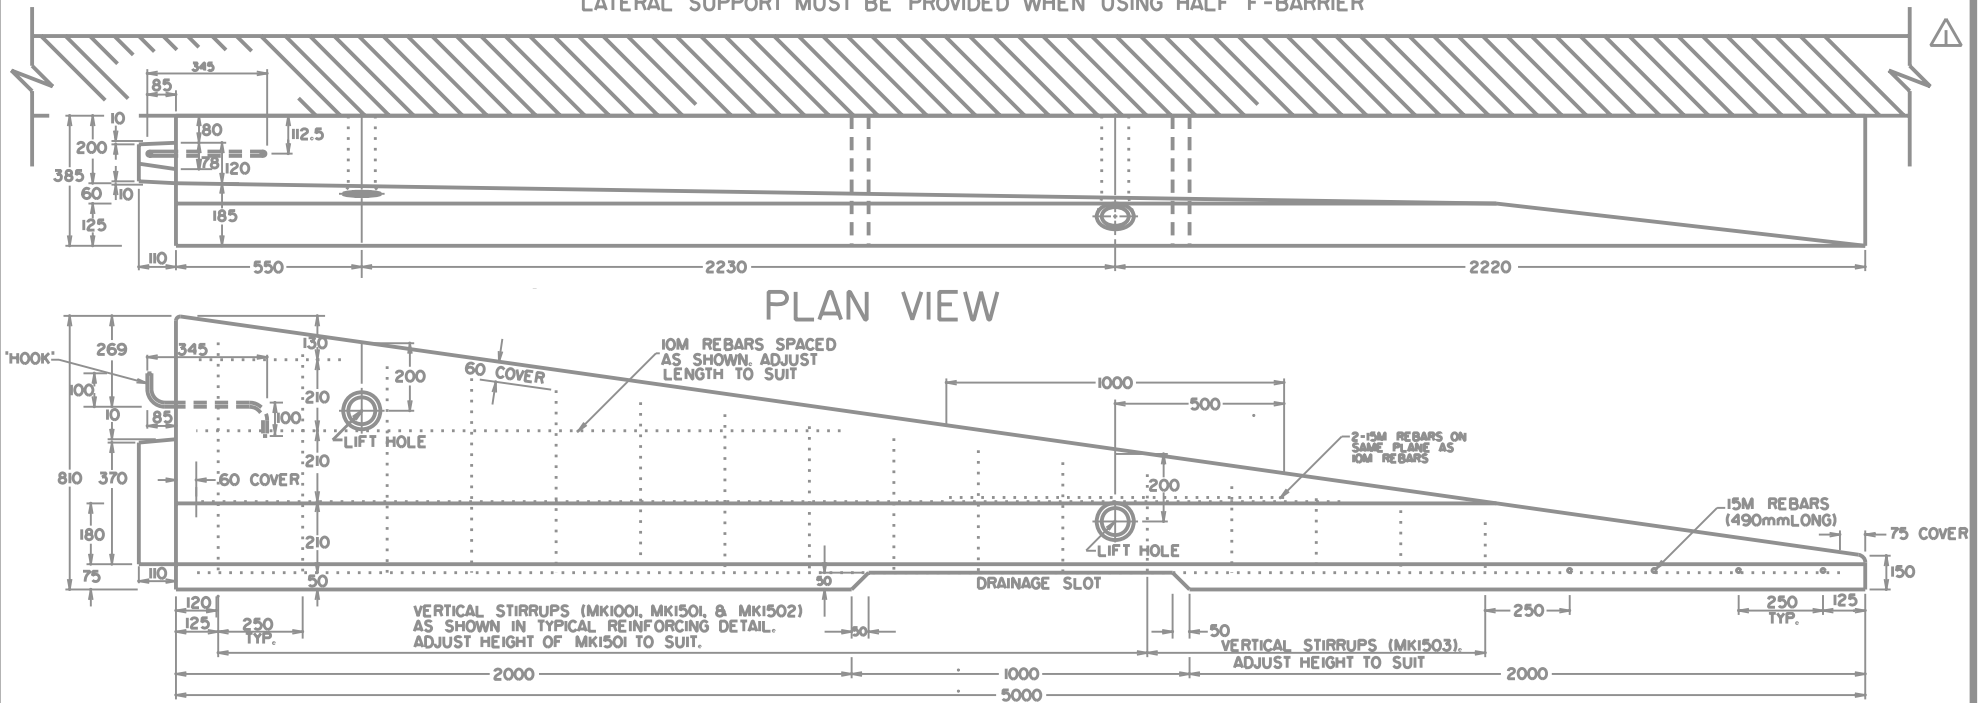 LATERAL SUPPORT MUST BE PROVIDED WHEN USING HALF 'F'-BARRIER
1
345
85
10
80
112.5
200
78
120
385
60
10
185
125
110
550
2230
2220
PLAN VIEW
"HOOK"
269
345
130
200
60 COVER
10M REBARS SPACED
AS SHOWN. ADJUST
LENGTH TO SUIT
1000
500
100
10
85
100
210
LIFT HOLE
2-15M REBARS ON
SAME PLANE AS
10M REBARS
810
370
60 COVER
210
200
15M REBARS
(490mmLONG)
75 COVER
180
210
LIFT HOLE
75
110
50
50
DRAINAGE SLOT
150
120
125
250
TYP.
VERTICAL STIRRUPS (MK1001, MK1501, & MK1502)
AS SHOWN IN TYPICAL REINFORCING DETAIL.
ADJUST HEIGHT OF MK1501 TO SUIT.
50
50
VERTICAL STIRRUPS (MK1503).
ADJUST HEIGHT TO SUIT
250
250
TYP.
125
2000
1000
2000
5000